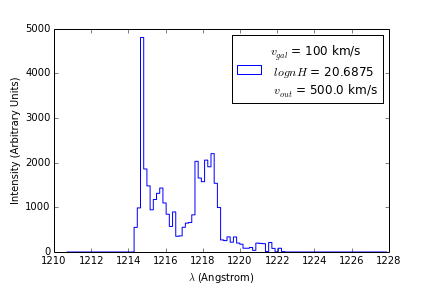 5000
4000
3000
2000
1000
0
Intensity (Arbitrary Units)
v_gal = 100 km/s
lognH = 20.6875
v_out = 500.0 km/s
1210 1212 1214 1216 1218 1220 1222 1224 1226 1228
λ (Angstrom)